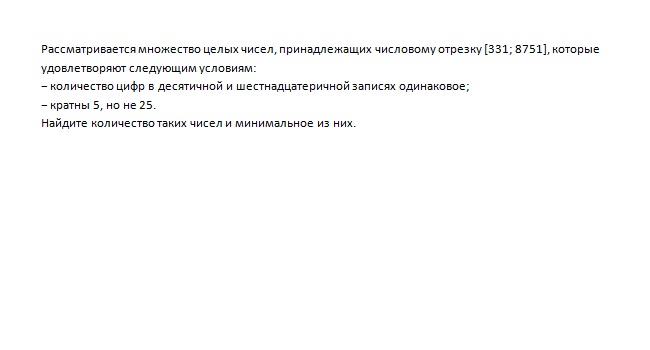 Рассматривается множество целых чисел, принадлежащих числовому отрезку [331; 8751], которые
удовлетворяют следующим условиям:
– количество цифр в десятичной и шестнадцатеричной записях одинаковое;
– кратны 5, но не 25.
Найдите количество таких чисел и минимальное из них.